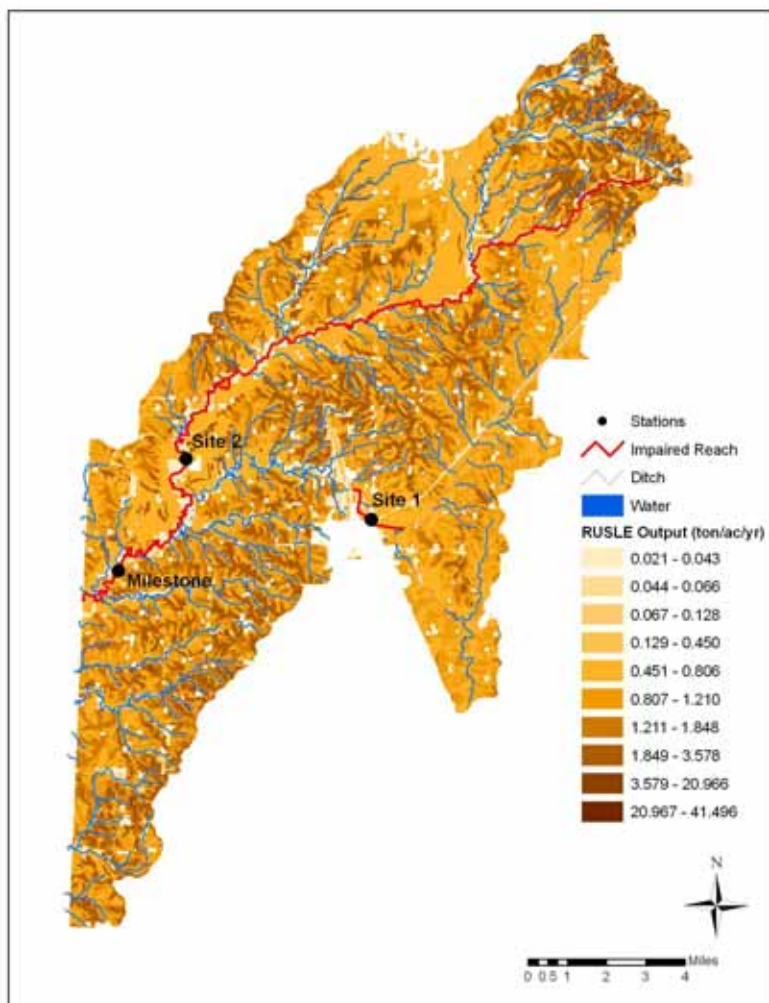 Site 2
Site 1
Milestone
Stations
Impaired Reach
Ditch
Water
RUSLE Output (ton/ac/yr)
0.021 - 0.043
0.044 - 0.066
0.067 - 0.128
0.129 - 0.450
0.451 - 0.806
0.807 - 1.210
1.211 - 1.848
1.849 - 3.578
3.579 - 20.966
20.967 - 41.496
N
Miles
0 0.5 1 2 3 4